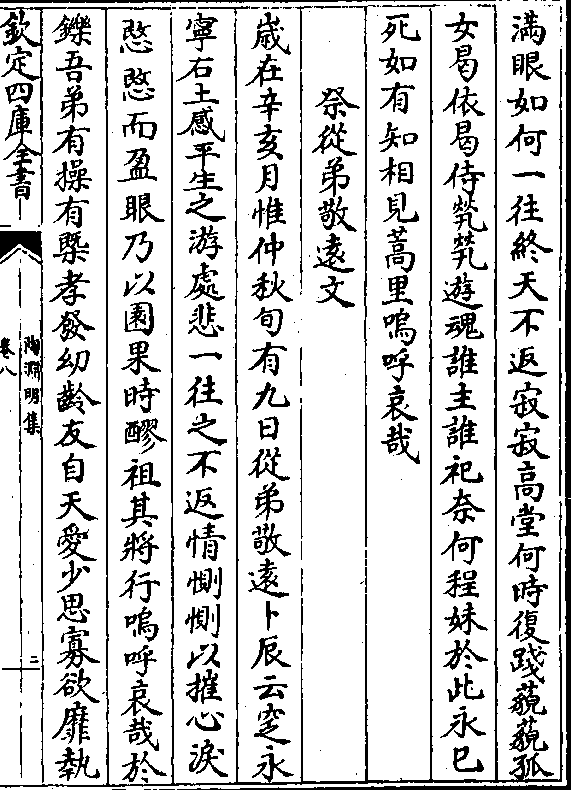 滿眼如何一往終天不返寂寂高堂何時復踐藐藐孤
女曷依曷侍煢煢遊魂誰主誰祀奈何程妹於此永已
死如有知相見蒿里嗚呼哀哉
祭從弟敬遠文
歳在辛亥月惟仲秋旬有九日從弟敬遠卜辰云窆永
寧右土感平生之游處悲一往之不返情惻惻以摧心淚
愍愍而盈眼乃以園果時醪祖其將行嗚呼哀哉於
鑠吾弟有操有槩孝發幼齡友自天愛少思寡欲靡執
欽定四庫全書
陶淵明集
卷八
二